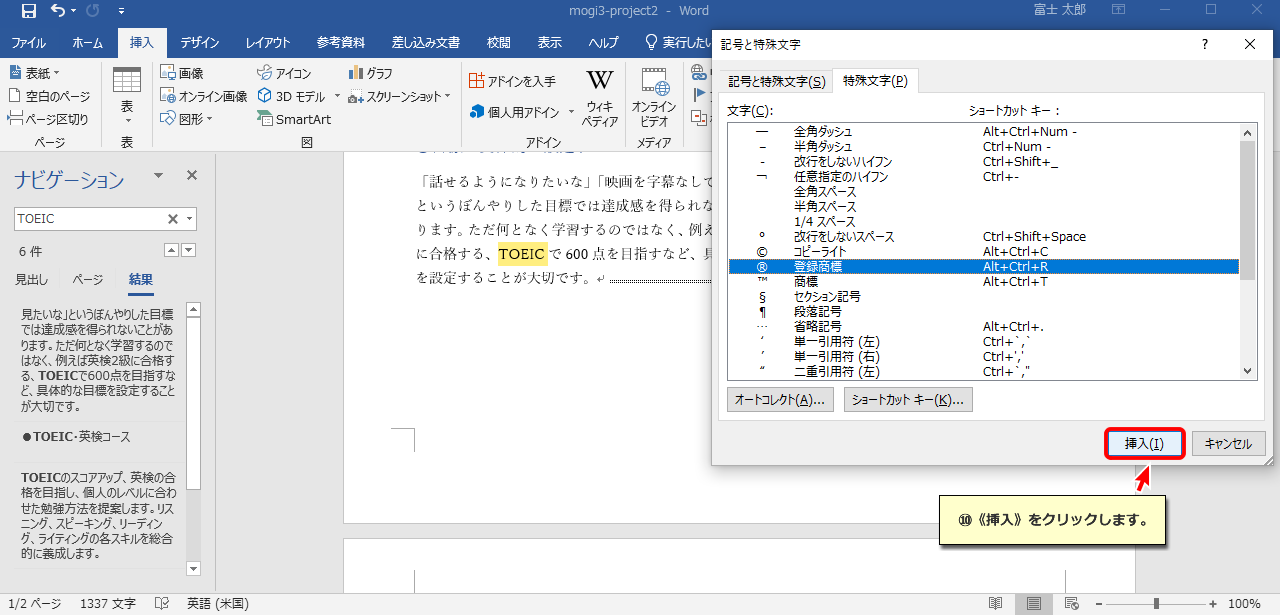 mogi3-project2 - Word
富士 太郎
ファイル ホーム 挿入 デザイン レイアウト 参考資料 差し込み文書 校閲 表示 ヘルプ 実行したい
表紙
空白のページ
ページ区切り
ページ
表
表
画像
オンライン画像
図形
アイコン
3D モデル
SmartArt
グラフ
スクリーンショット
図
アドインを入手
個人用アドイン
ウィキ
ペディア
アドイン
オンライン
ビデオ
メディア
ナビゲーション
TOEIC
6 件
見出し ページ 結果
見たいな」というぼんやりした目標
では達成感を得られないことがあ
ります。ただ何となく学習するので
はなく、例えば英検2級に合格す
る、TOEICで600点を目指すな
ど、具体的な目標を設定すること
が大切です。
●TOEIC・英検コース
TOEICのスコアアップ、英検の合
格を目指し、個人のレベルに合わ
せた勉強方法を提案します。リス
ニング、スピーキング、リーディン
グ、ライティングの各スキルを総合
的に養成します。
「話せるようになりたいな」「映画を字幕なしで
というぼんやりした目標では達成感を得られな
ります。ただ何となく学習するのではなく、例え
に合格する、TOEIC で 600 点を目指すなど、具
を設定することが大切です。
記号と特殊文字
記号と特殊文字(S) 特殊文字(P)
文字(C): ショートカット キー :
— 全角ダッシュ Alt+Ctrl+Num -
– 半角ダッシュ Ctrl+Num -
- 改行をしないハイフン Ctrl+Shift+_
¬ 任意指定のハイフン Ctrl+-
全角スペース
半角スペース
1/4 スペース
° 改行をしないスペース Ctrl+Shift+Space
© コピーライト Alt+Ctrl+C
® 登録商標 Alt+Ctrl+R
™ 商標 Alt+Ctrl+T
§ セクション記号
¶ 段落記号
… 省略記号 Alt+Ctrl+.
‘ 単一引用符 (左) Ctrl+`,`
’ 単一引用符 (右) Ctrl+','
“ 二重引用符 (左) Ctrl+`,"
オートコレクト(A)... ショートカット キー(K)...
挿入(I) キャンセル
⑩《挿入》をクリックします。
1/2 ページ 1337 文字 英語 (米国) 100%